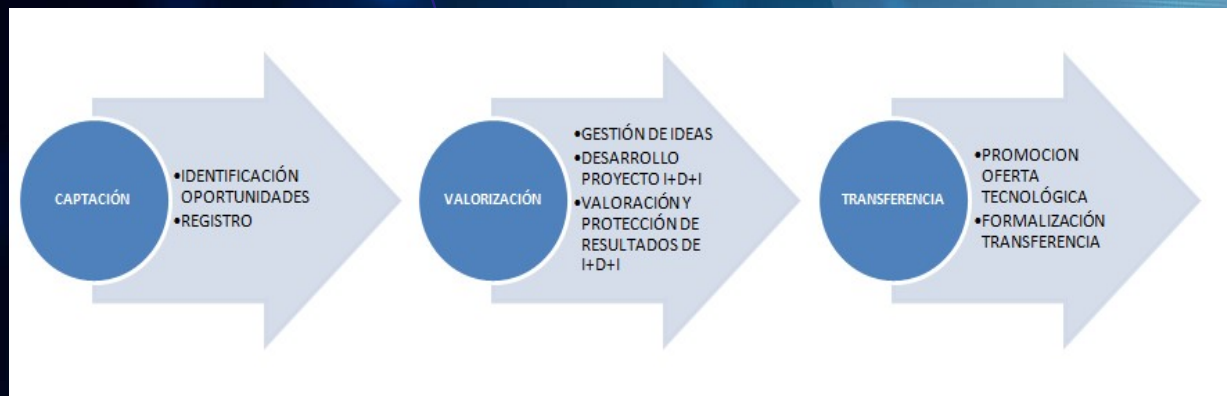 CAPTACIÓN
•IDENTIFICACIÓN
OPORTUNIDADES
•REGISTRO
VALORIZACIÓN
•GESTIÓN DE IDEAS
•DESARROLLO
PROYECTO I+D+I
•VALORACIÓN Y
PROTECCIÓN DE
RESULTADOS DE
I+D+I
TRANSFERENCIA
•PROMOCION
OFERTA
TECNOLÓGICA
•FORMALIZACIÓN
TRANSFERENCIA